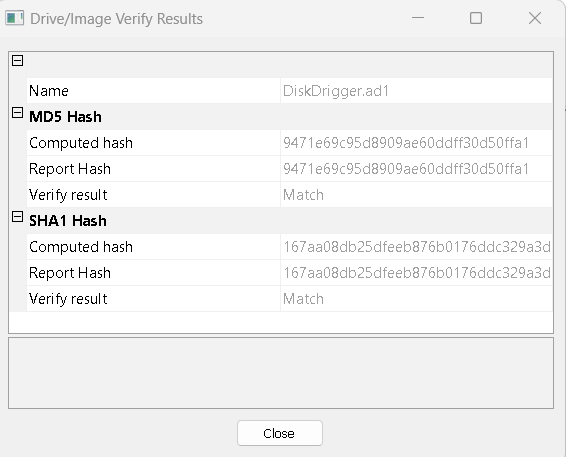 Drive/Image Verify Results
Name DiskDrigger.ad1
MD5 Hash
Computed hash 9471e69c95d8909ae60ddff30d50ffa1
Report Hash 9471e69c95d8909ae60ddff30d50ffa1
Verify result Match
SHA1 Hash
Computed hash 167aa08db25dfeeb876b0176ddc329a3d
Report Hash 167aa08db25dfeeb876b0176ddc329a3d
Verify result Match
Close